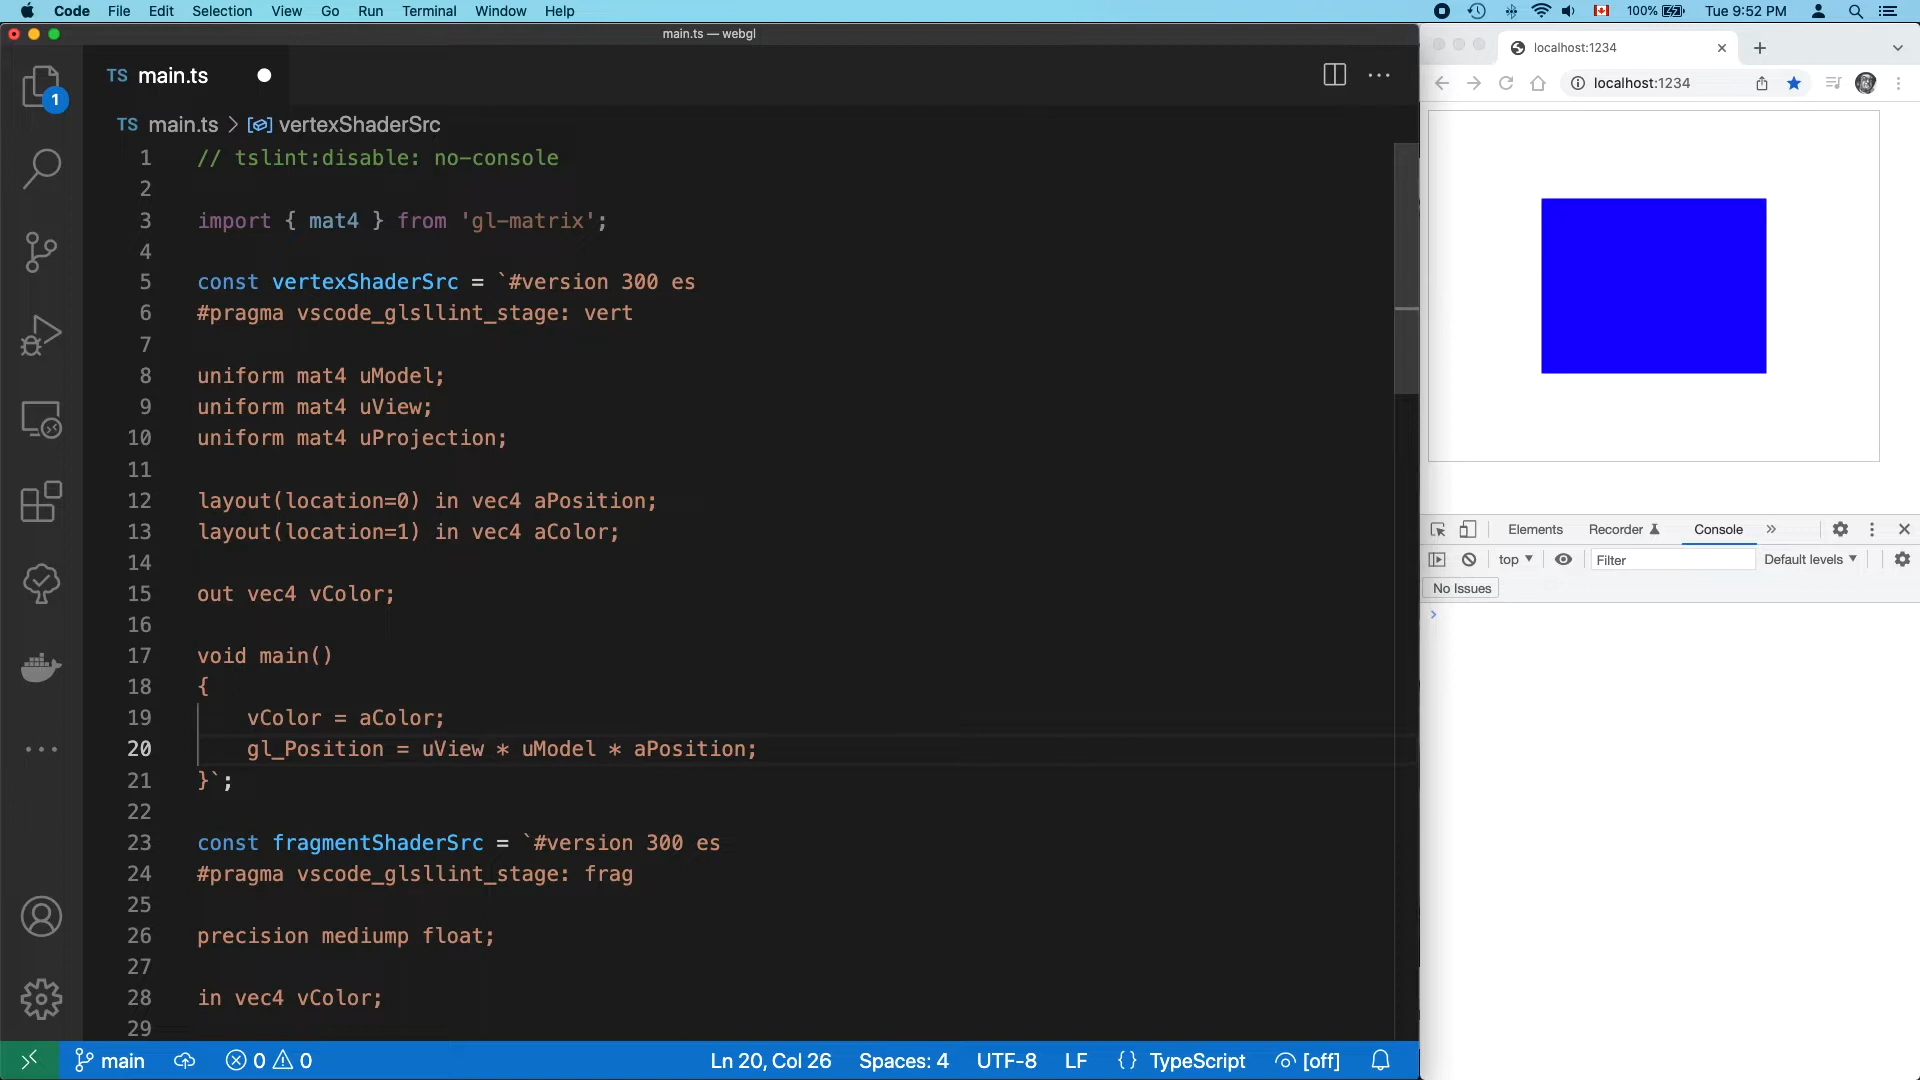 Code File Edit Selection View Go Run Terminal Window Help 100% Tue 9:52 PM
main.ts — webgl
TS main.ts
1
TS main.ts > vertexShaderSrc
1 // tslint:disable: no-console
2
3 import { mat4 } from 'gl-matrix';
4
5 const vertexShaderSrc = `#version 300 es
6 #pragma vscode_glsllint_stage: vert
7
8 uniform mat4 uModel;
9 uniform mat4 uView;
10 uniform mat4 uProjection;
11
12 layout(location=0) in vec4 aPosition;
13 layout(location=1) in vec4 aColor;
14
15 out vec4 vColor;
16
17 void main()
18 {
19 vColor = aColor;
20 gl_Position = uView * uModel * aPosition;
21 }`;
22
23 const fragmentShaderSrc = `#version 300 es
24 #pragma vscode_glsllint_stage: frag
25
26 precision mediump float;
27
28 in vec4 vColor;
29
main 0 0 Ln 20, Col 26 Spaces: 4 UTF-8 LF {} TypeScript [off]
localhost:1234
localhost:1234
Elements Recorder Console »
top Filter Default levels
No Issues
>